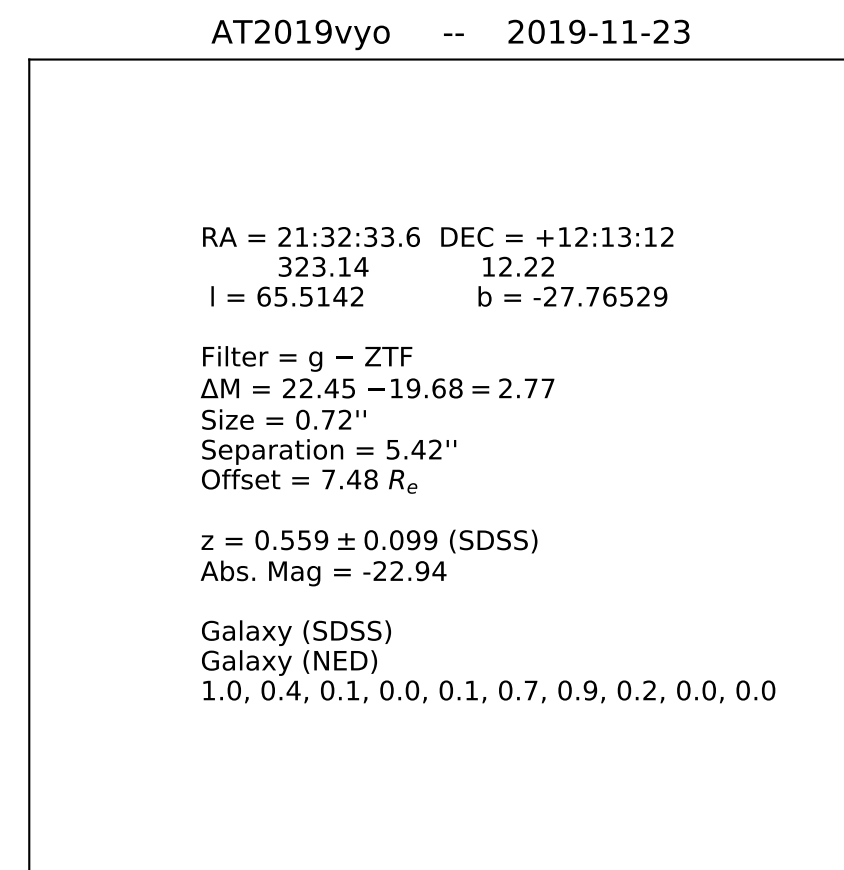 AT2019vyo -- 2019-11-23
RA = 21:32:33.6 DEC = +12:13:12
323.14 12.22
l = 65.5142 b = -27.76529
Filter = g − ZTF
ΔM = 22.45 −19.68 = 2.77
Size = 0.72''
Separation = 5.42''
Offset = 7.48 Re
z = 0.559 ± 0.099 (SDSS)
Abs. Mag = -22.94
Galaxy (SDSS)
Galaxy (NED)
1.0, 0.4, 0.1, 0.0, 0.1, 0.7, 0.9, 0.2, 0.0, 0.0